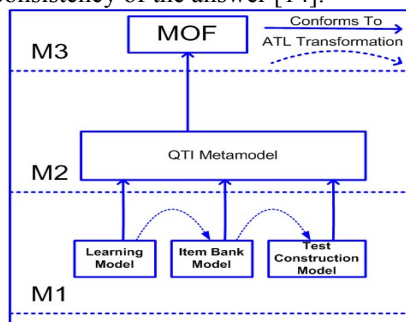 consistency of the answer [14].
MOF
Conforms To
ATL Transformation
M3
QTI Metamodel
M2
Learning
Model
Item Bank
Model
Test
Construction
Model
M1